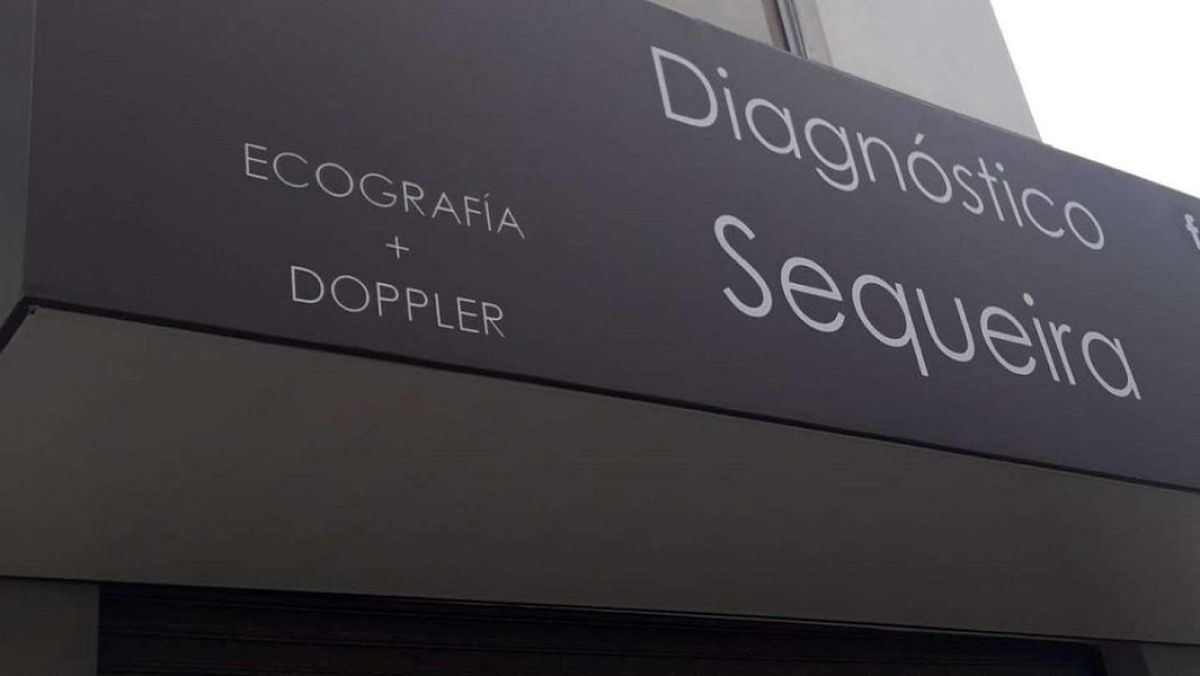 Diagnóstico
Sequeira
ECOGRAFÍA
+
DOPPLER